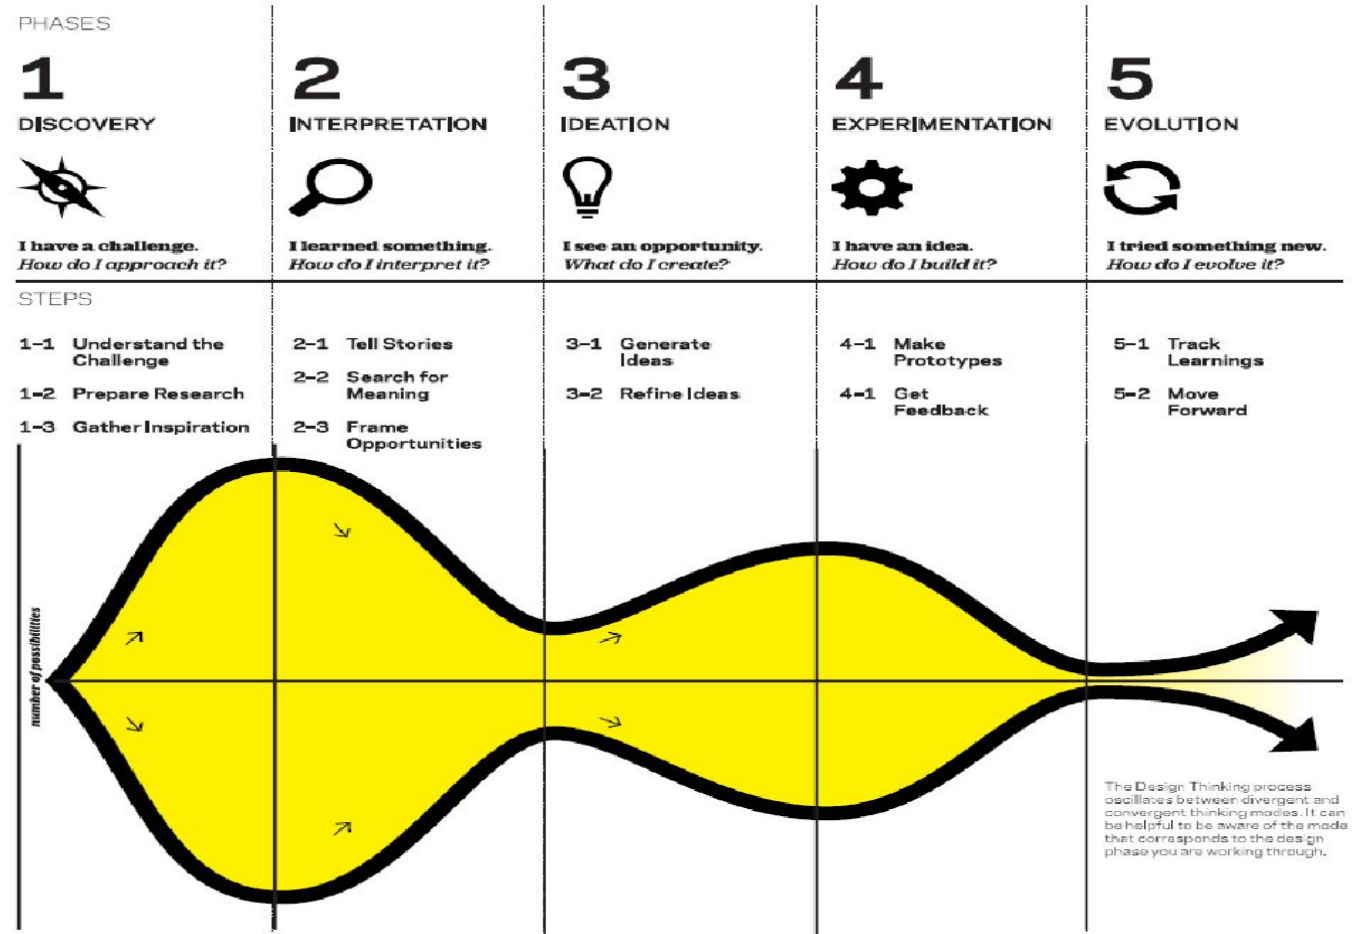 PHASES
1
DISCOVERY
I have a challenge.
How do I approach it?
2
INTERPRETATION
I learned something.
How do I interpret it?
3
IDEATION
I see an opportunity.
What do I create?
4
EXPERIMENTATION
I have an idea.
How do I build it?
5
EVOLUTION
I tried something new.
How do I evolve it?
STEPS
1-1 Understand the
Challenge
1-2 Prepare Research
1-3 Gather Inspiration
2-1 Tell Stories
2-2 Search for
Meaning
2-3 Frame
Opportunities
3-1 Generate
Ideas
3-2 Refine Ideas
4-1 Make
Prototypes
4-1 Get
Feedback
5-1 Track
Learnings
5-2 Move
Forward
number of possibilities
The Design Thinking process
oscillates between divergent and
convergent thinking modes. It can
be helpful to be aware of the mode
that corresponds to the design
phase you are working through.